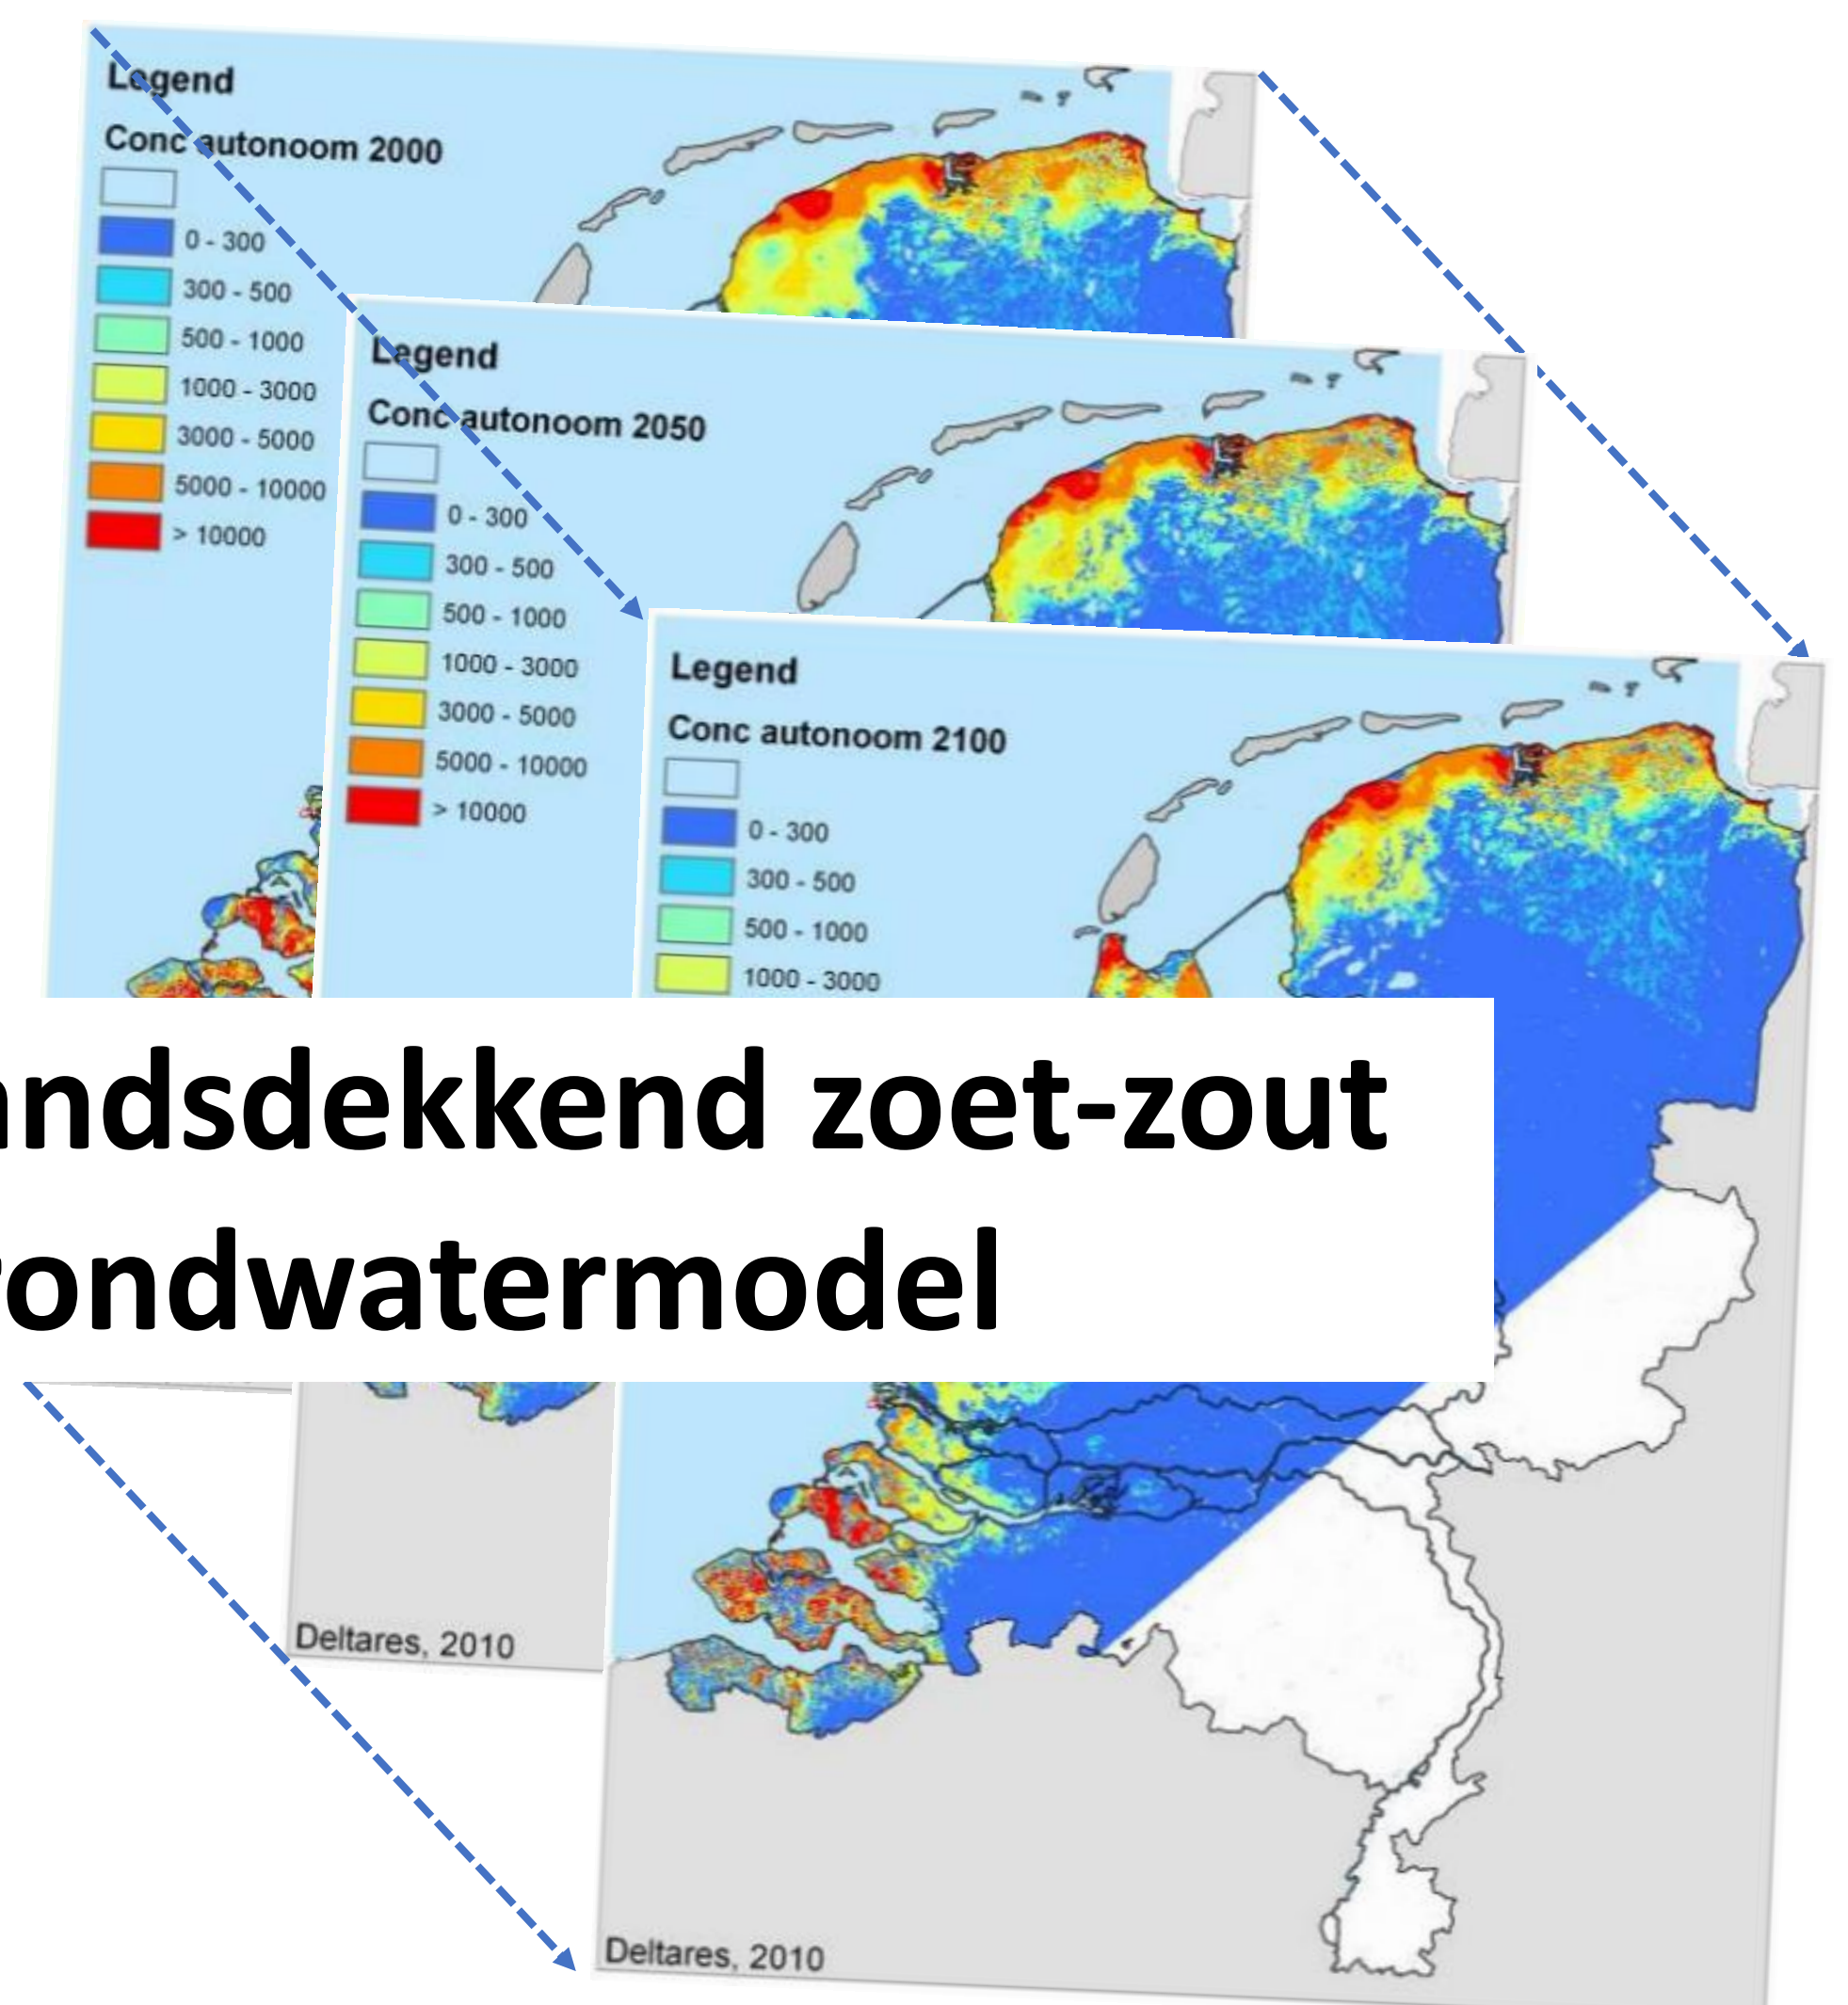 Legend
Conc autonoom 2000
0 - 300
300 - 500
500 - 1000
1000 - 3000
3000 - 5000
5000 - 10000
> 10000
Legend
Conc autonoom 2050
0 - 300
300 - 500
500 - 1000
1000 - 3000
3000 - 5000
5000 - 10000
> 10000
Legend
Conc autonoom 2100
0 - 300
300 - 500
500 - 1000
1000 - 3000
andsdekkend zoet-zout
rondwatermodel
Deltares, 2010
Deltares, 2010